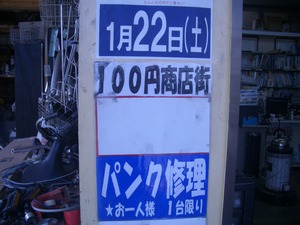 1月22日(土)
100円商店街
パンク修理
★お一人様 1台限り